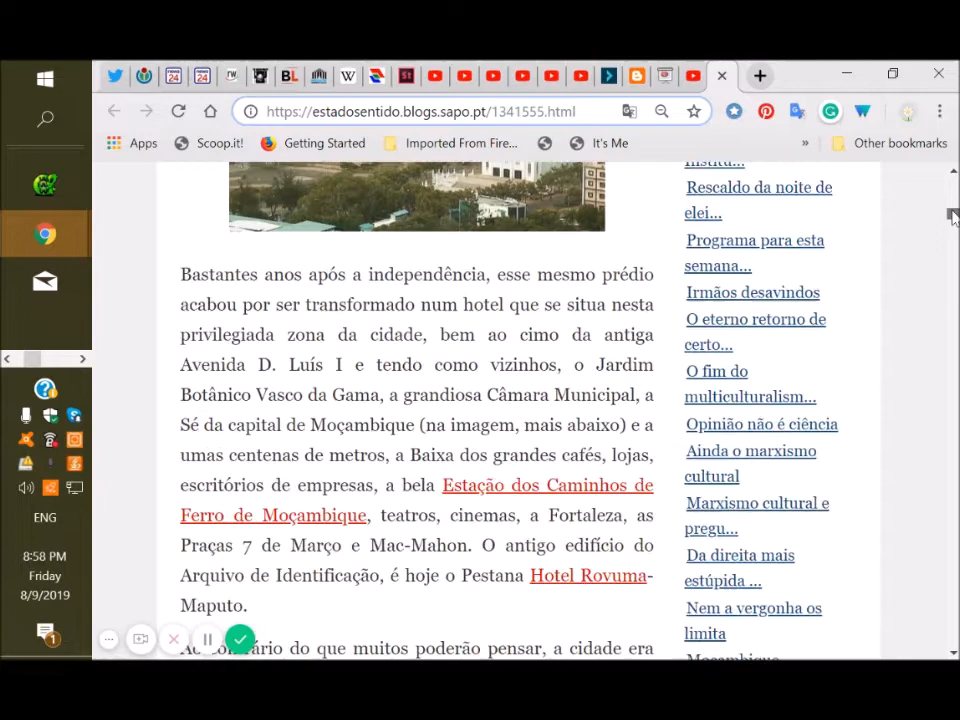 https://estadosentido.blogs.sapo.pt/1341555.html
Apps
Scoop.it!
Getting Started
Imported From Fire...
It's Me
»
Other bookmarks
Bastantes anos após a independência, esse mesmo prédio
acabou por ser transformado num hotel que se situa nesta
privilegiada zona da cidade, bem ao cimo da antiga
Avenida D. Luís I e tendo como vizinhos, o Jardim
Botânico Vasco da Gama, a grandiosa Câmara Municipal, a
Sé da capital de Moçambique (na imagem, mais abaixo) e a
umas centenas de metros, a Baixa dos grandes cafés, lojas,
escritórios de empresas, a bela Estação dos Caminhos de
Ferro de Moçambique, teatros, cinemas, a Fortaleza, as
Praças 7 de Março e Mac-Mahon. O antigo edifício do
Arquivo de Identificação, é hoje o Pestana Hotel Rovuma-
Maputo.
muitos poderão pensar, a cidade era
Rescaldo da noite de
elei...
Programa para esta
semana...
Irmãos desavindos
O eterno retorno de
certo...
O fim do
multiculturalism...
Opinião não é ciência
Ainda o marxismo
cultural
Marxismo cultural e
pregu...
Da direita mais
estúpida ...
Nem a vergonha os
limita
ENG
8:58 PM
Friday
8/9/2019
1